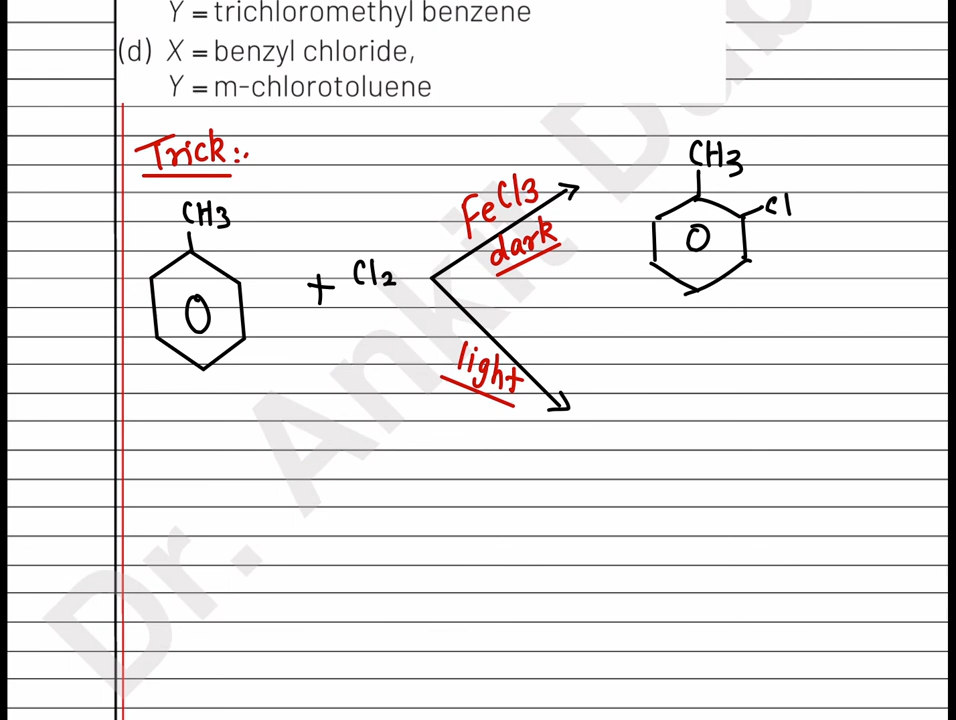 Y = trichloromethyl benzene
(d) X = benzyl chloride,
Y = m-chlorotoluene
Trick:.
CH3
+ Cl2
FeCl3
dark
light
CH3
Cl
Dr. Ankit Dub